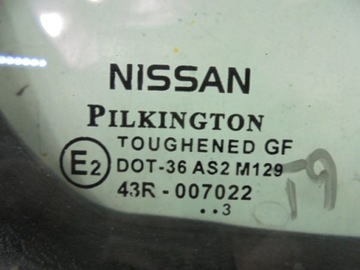 NISSAN
PILKINGTON
TOUGHENED GF
E2 DOT-36 AS2 M129
43R-007022
..3